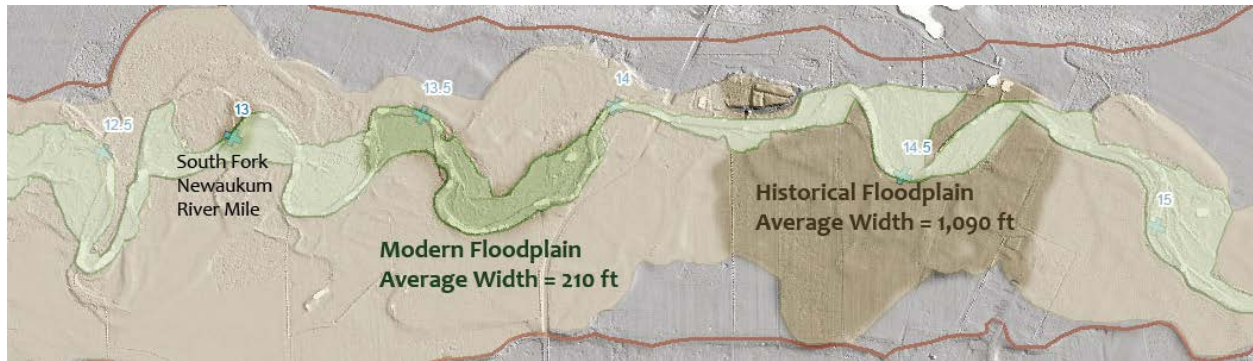 12.5
13
13.5
14
14.5
15
South Fork
Newaukum
River Mile
Modern Floodplain
Average Width = 210 ft
Historical Floodplain
Average Width = 1,090 ft